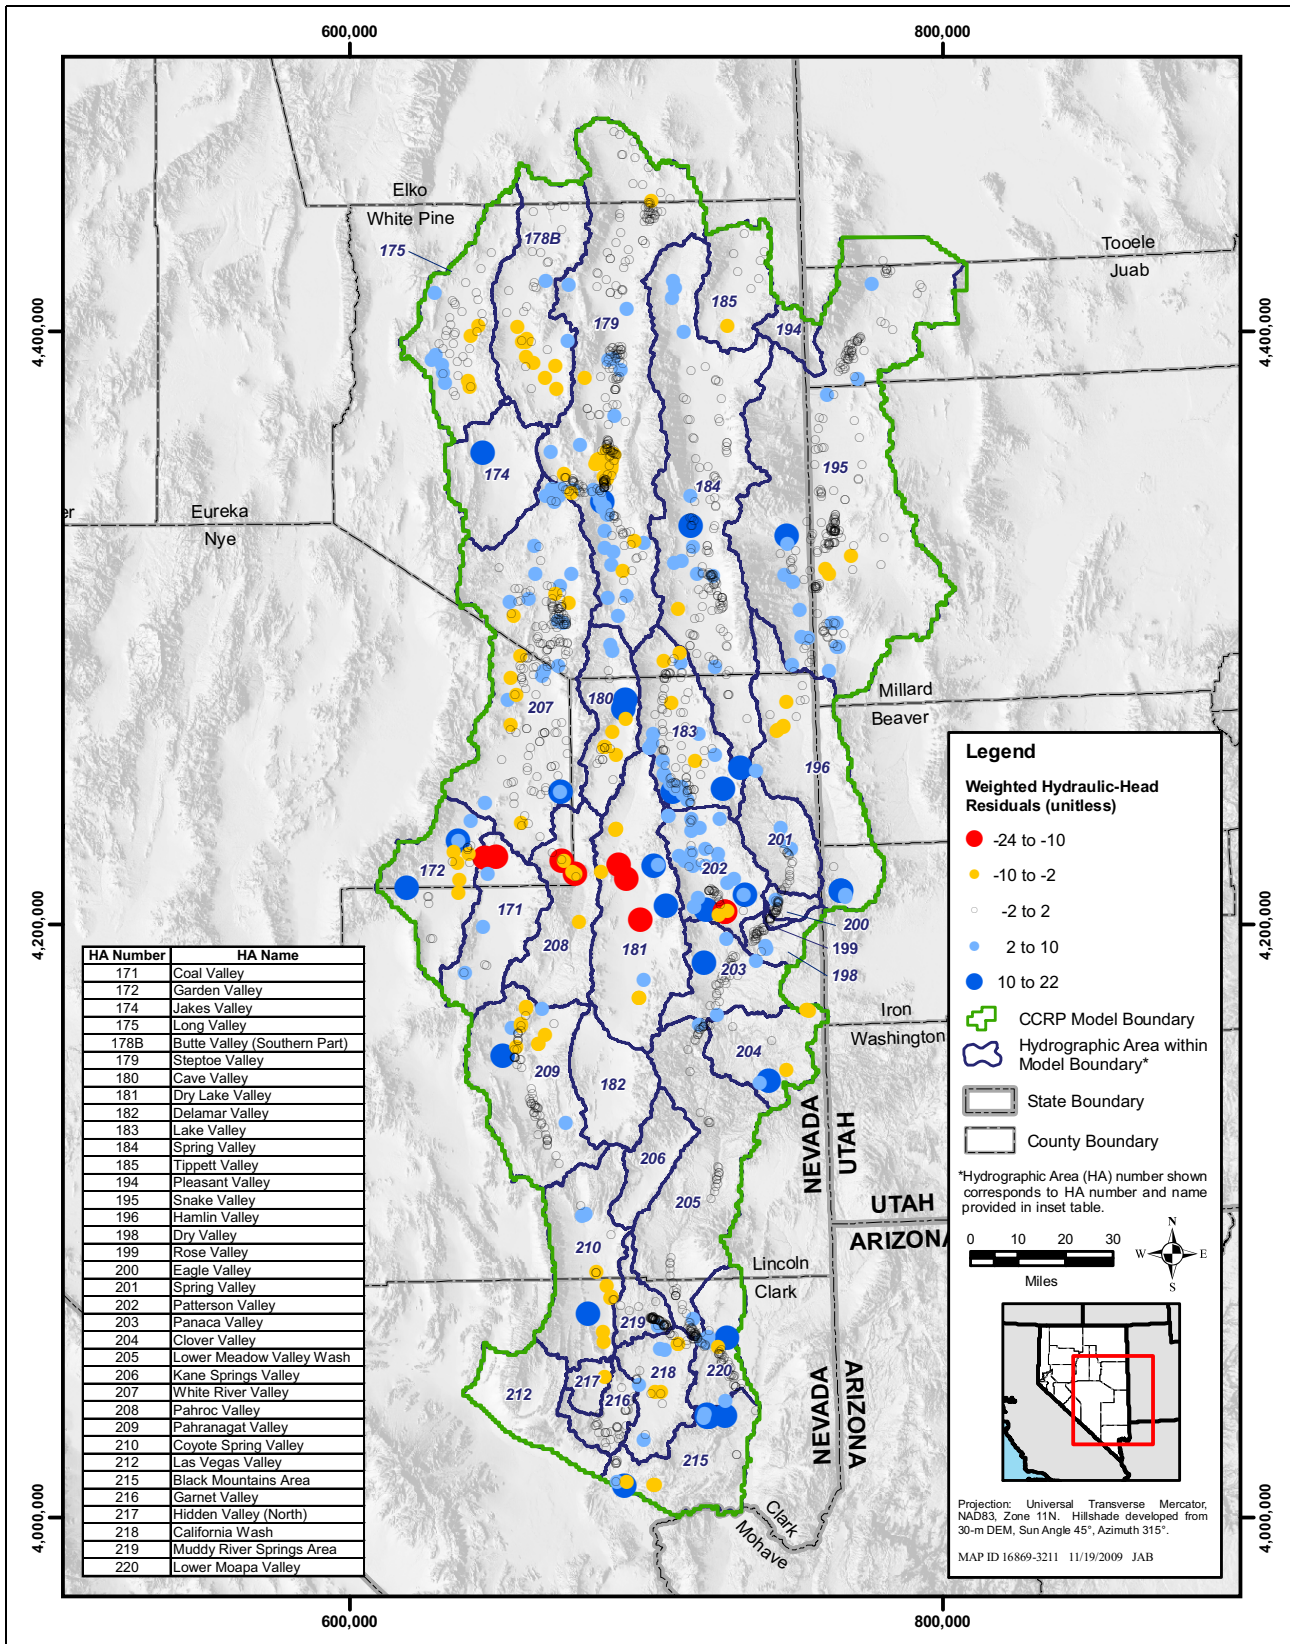 600,000
800,000
Elko
White Pine
Tooele
Juab
175
178B
179
185
194
4,400,000
4,400,000
174
184
195
er
Eureka
Nye
207
180
183
196
Millard
Beaver
201
202
172
171
208
181
200
199
198
203
4,200,000
4,200,000
Iron
Washington
204
209
182
206
205
NEVADA
UTAH
UTAH
ARIZONA
210
Lincoln
Clark
219
218
220
217
216
212
215
NEVADA
ARIZONA
Clark
Mohave
4,000,000
4,000,000
600,000
800,000
HA Number HA Name
171 Coal Valley
172 Garden Valley
174 Jakes Valley
175 Long Valley
178B Butte Valley (Southern Part)
179 Steptoe Valley
180 Cave Valley
181 Dry Lake Valley
182 Delamar Valley
183 Lake Valley
184 Spring Valley
185 Tippett Valley
194 Pleasant Valley
195 Snake Valley
196 Hamlin Valley
198 Dry Valley
199 Rose Valley
200 Eagle Valley
201 Spring Valley
202 Patterson Valley
203 Panaca Valley
204 Clover Valley
205 Lower Meadow Valley Wash
206 Kane Springs Valley
207 White River Valley
208 Pahroc Valley
209 Pahranagat Valley
210 Coyote Spring Valley
212 Las Vegas Valley
215 Black Mountains Area
216 Garnet Valley
217 Hidden Valley (North)
218 California Wash
219 Muddy River Springs Area
220 Lower Moapa Valley
Legend
Weighted Hydraulic-Head
Residuals (unitless)
-24 to -10
-10 to -2
-2 to 2
2 to 10
10 to 22
CCRP Model Boundary
Hydrographic Area within
Model Boundary*
State Boundary
County Boundary
*Hydrographic Area (HA) number shown
corresponds to HA number and name
provided in inset table.
0 10 20 30
Miles
N
W E
S
Projection: Universal Transverse Mercator,
NAD83, Zone 11N. Hillshade developed from
30-m DEM, Sun Angle 45°, Azimuth 315°.
MAP ID 16869-3211 11/19/2009 JAB